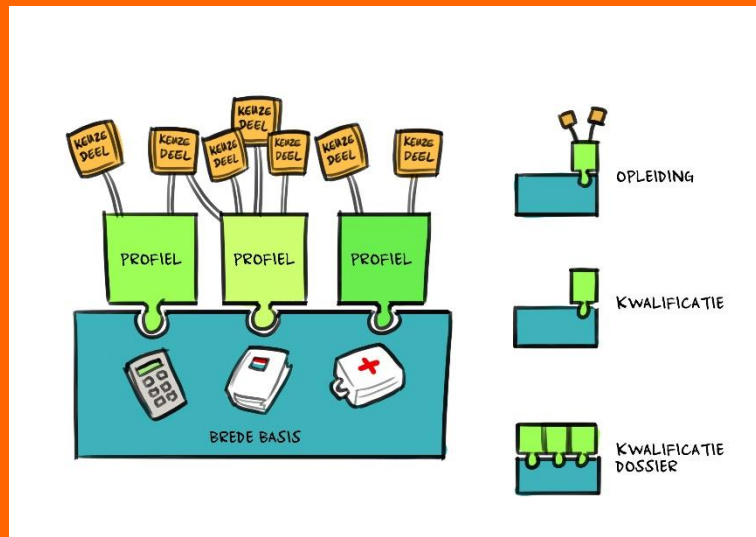 KEUZE
DEEL
KEUZE
DEEL
KEUZE
DEEL
KEUZE
DEEL
KEUZE
DEEL
KEUZE
DEEL
KEUZE
DEEL
PROFIEL
PROFIEL
PROFIEL
BREDE BASIS
OPLEIDING
KWALIFICATIE
KWALIFICATIE
DOSSIER